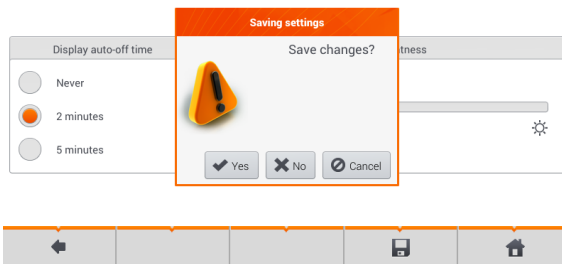 Saving settings
Save changes?
Display auto-off time
tness
Never
2 minutes
5 minutes
Yes
No
Cancel